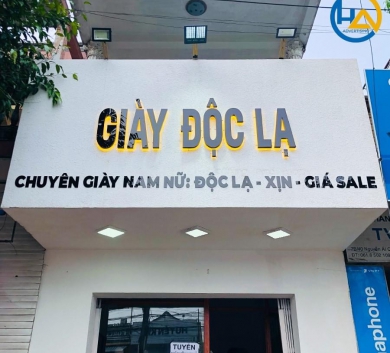 GIÀY ĐỘC LẠ
CHUYÊN GIÀY NAM NỮ: ĐỘC LẠ - XỊN - GIÁ SALE
TUYỂN
aphone